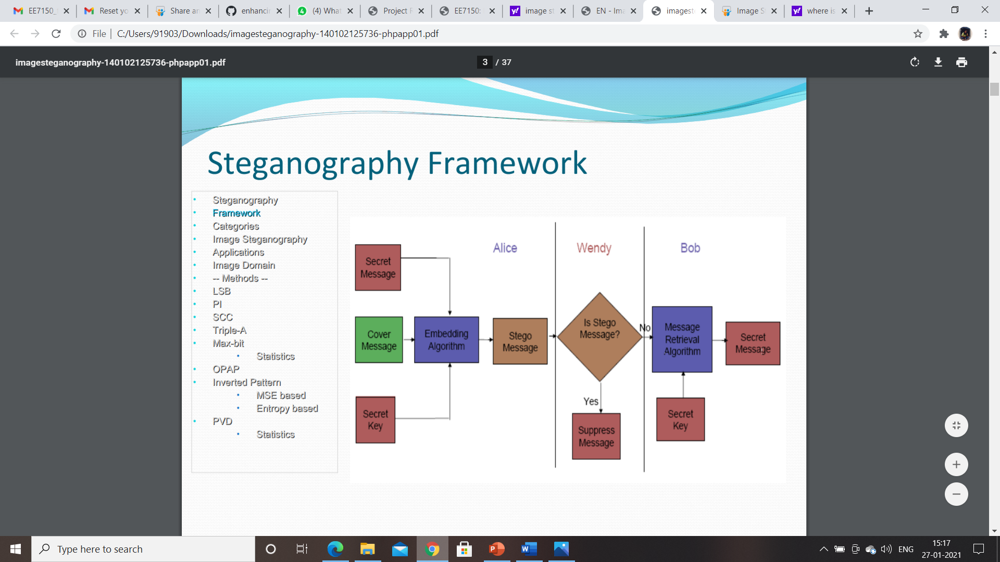 EE7150_
Reset yo
Share an
enhancin
(4) What
Project F
EE7150:
image st
EN - Ima
imageste
Image S
where is
File
C:/Users/91903/Downloads/imagesteganography-140102125736-phpapp01.pdf
imagesteganography-140102125736-phpapp01.pdf
3 / 37
Steganography Framework
• Steganography
• Framework
• Categories
• Image Steganography
• Applications
• Image Domain
• -- Methods --
• LSB
• PI
• SCC
• Triple-A
• Max-bit
• Statistics
• OPAP
• Inverted Pattern
• MSE based
• Entropy based
• PVD
• Statistics
Alice
Wendy
Bob
Secret
Message
Cover
Message
Embedding
Algorithm
Stego
Message
Secret
Key
Is Stego
Message?
No
Yes
Suppress
Message
Message
Retrieval
Algorithm
Secret
Message
Secret
Key
Type here to search
ENG
15:17
27-01-2021